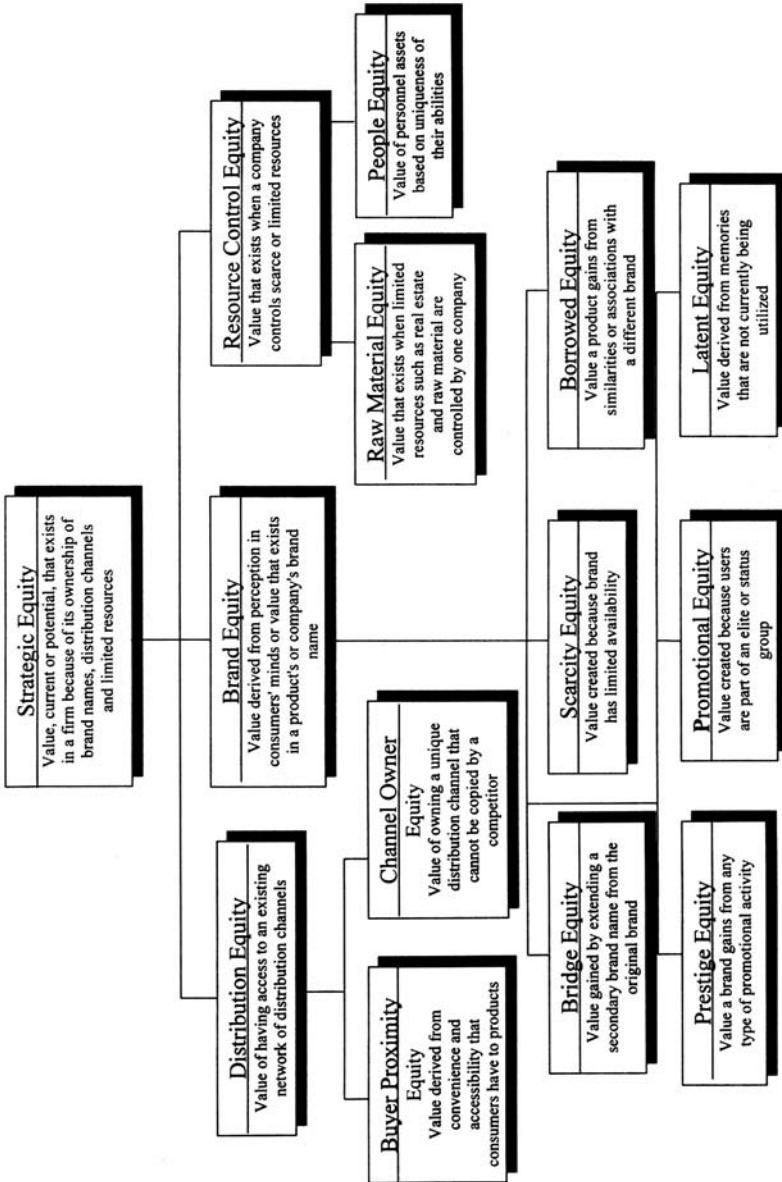 Strategic Equity
Value, current or potential, that exists
in a firm because of its ownership of
brand names, distribution channels
and limited resources
Distribution Equity
Value of having access to an existing
network of distribution channels
Brand Equity
Value derived from perception in
consumers' minds or value that exists
in a product's or company's brand
name
Resource Control Equity
Value that exists when a company
controls scarce or limited resources
Buyer Proximity
Equity
Value derived from
convenience and
accessibility that
consumers have to products
Channel Owner
Equity
Value of owning a unique
distribution channel that
cannot be copied by a
competitor
Raw Material Equity
Value that exists when limited
resources such as real estate
and raw material are
controlled by one company
People Equity
Value of personnel assets
based on uniqueness of
their abilities
Bridge Equity
Value gained by extending a
secondary brand name from the
original brand
Scarcity Equity
Value created because brand
has limited availability
Borrowed Equity
Value a product gains from
similarities or associations with
a different brand
Prestige Equity
Value a brand gains from any
type of promotional activity
Promotional Equity
Value created because users
are part of an elite or status
group
Latent Equity
Value derived from memories
that are not currently being
utilized